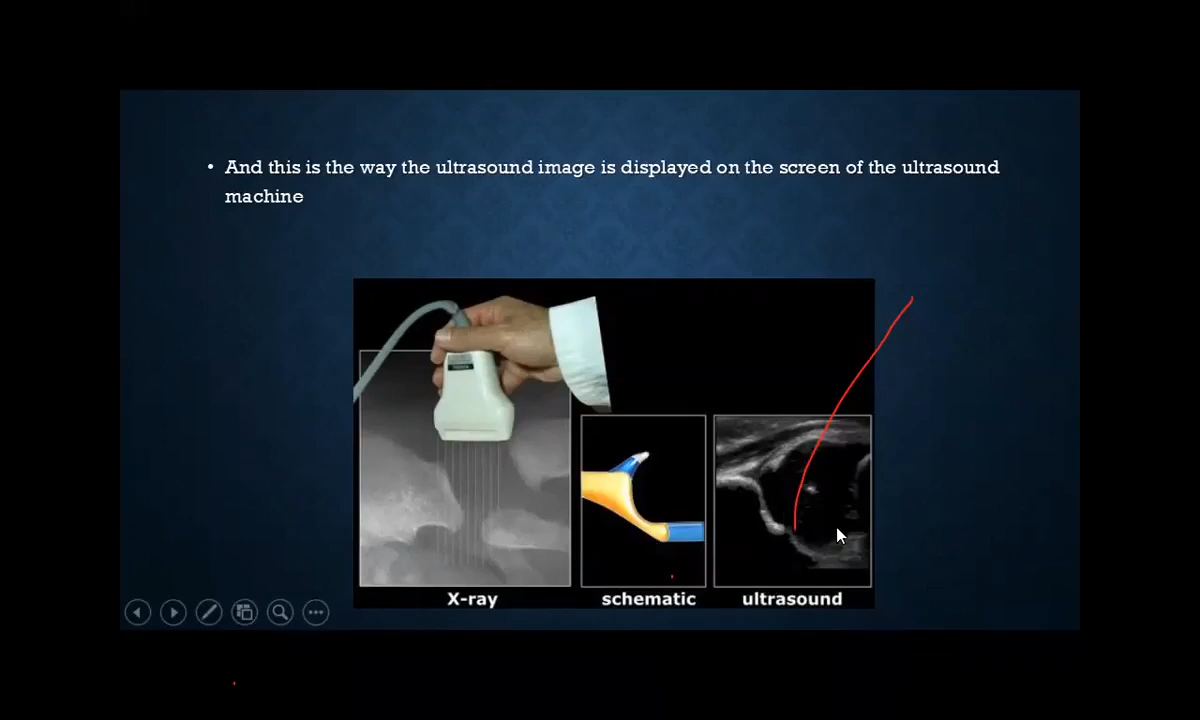 • And this is the way the ultrasound image is displayed on the screen of the ultrasound
machine
X-ray
schematic
ultrasound